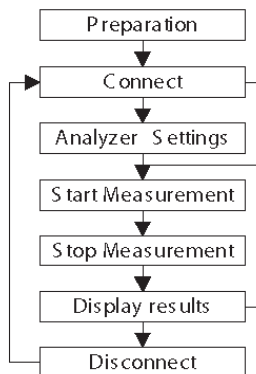 Preparation
Connect
Analyzer Settings
Start Measurement
Stop Measurement
Display results
Disconnect